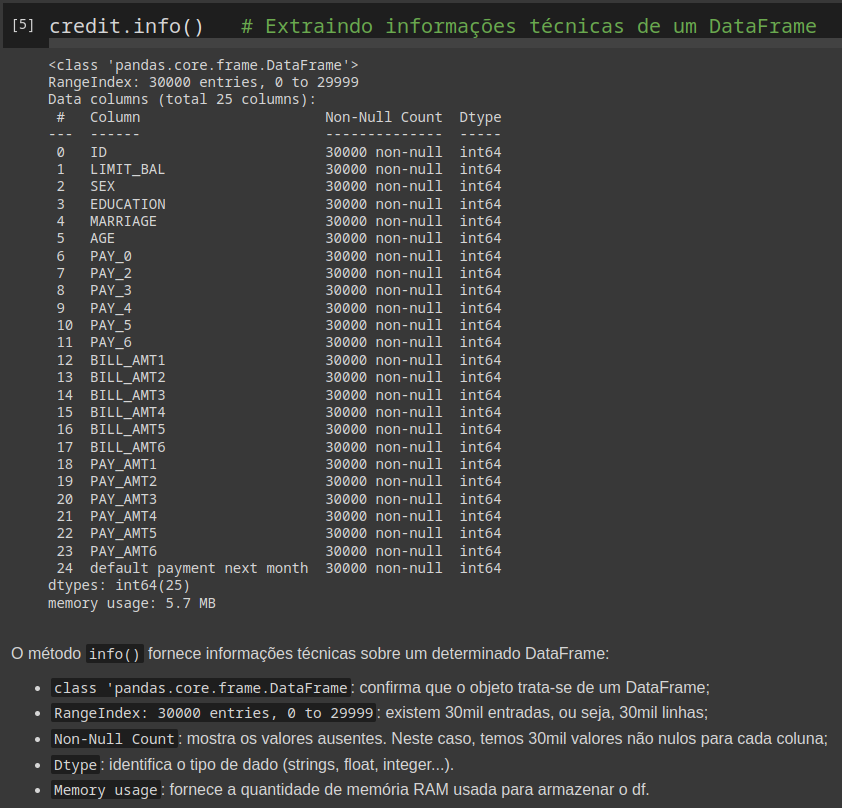 [5] credit.info()   # Extraindo informações técnicas de um DataFrame
<class 'pandas.core.frame.DataFrame'>
RangeIndex: 30000 entries, 0 to 29999
Data columns (total 25 columns):
 #   Column                      Non-Null Count  Dtype
---  ------                      --------------  -----
 0   ID                          30000 non-null  int64
 1   LIMIT_BAL                   30000 non-null  int64
 2   SEX                         30000 non-null  int64
 3   EDUCATION                   30000 non-null  int64
 4   MARRIAGE                    30000 non-null  int64
 5   AGE                         30000 non-null  int64
 6   PAY_0                       30000 non-null  int64
 7   PAY_2                       30000 non-null  int64
 8   PAY_3                       30000 non-null  int64
 9   PAY_4                       30000 non-null  int64
 10  PAY_5                       30000 non-null  int64
 11  PAY_6                       30000 non-null  int64
 12  BILL_AMT1                   30000 non-null  int64
 13  BILL_AMT2                   30000 non-null  int64
 14  BILL_AMT3                   30000 non-null  int64
 15  BILL_AMT4                   30000 non-null  int64
 16  BILL_AMT5                   30000 non-null  int64
 17  BILL_AMT6                   30000 non-null  int64
 18  PAY_AMT1                    30000 non-null  int64
 19  PAY_AMT2                    30000 non-null  int64
 20  PAY_AMT3                    30000 non-null  int64
 21  PAY_AMT4                    30000 non-null  int64
 22  PAY_AMT5                    30000 non-null  int64
 23  PAY_AMT6                    30000 non-null  int64
 24  default payment next month  30000 non-null  int64
dtypes: int64(25)
memory usage: 5.7 MB
O método info() fornece informações técnicas sobre um determinado DataFrame:
• class 'pandas.core.frame.DataFrame: confirma que o objeto trata-se de um DataFrame;
• RangeIndex: 30000 entries, 0 to 29999: existem 30mil entradas, ou seja, 30mil linhas;
• Non-Null Count: mostra os valores ausentes. Neste caso, temos 30mil valores não nulos para cada coluna;
• Dtype: identifica o tipo de dado (strings, float, integer...).
• Memory usage: fornece a quantidade de memória RAM usada para armazenar o df.